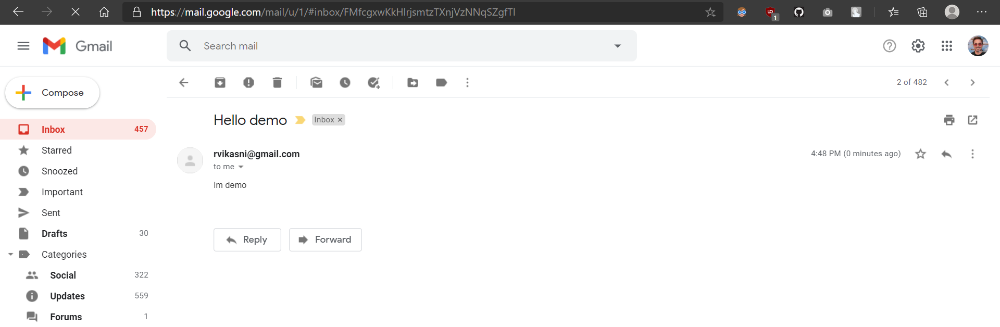 https://mail.google.com/mail/u/1/#inbox/FMfcgxwKkHlrjsmtzTXnjVzNNqSZgfTl
1
Gmail
Search mail
Compose
2 of 482
Hello demo
Inbox ×
Inbox 457
Starred
Snoozed
Important
Sent
Drafts 30
Categories
Social 322
Updates 559
Forums 1
rvikasni@gmail.com
4:48 PM (0 minutes ago)
to me
Im demo
Reply
Forward